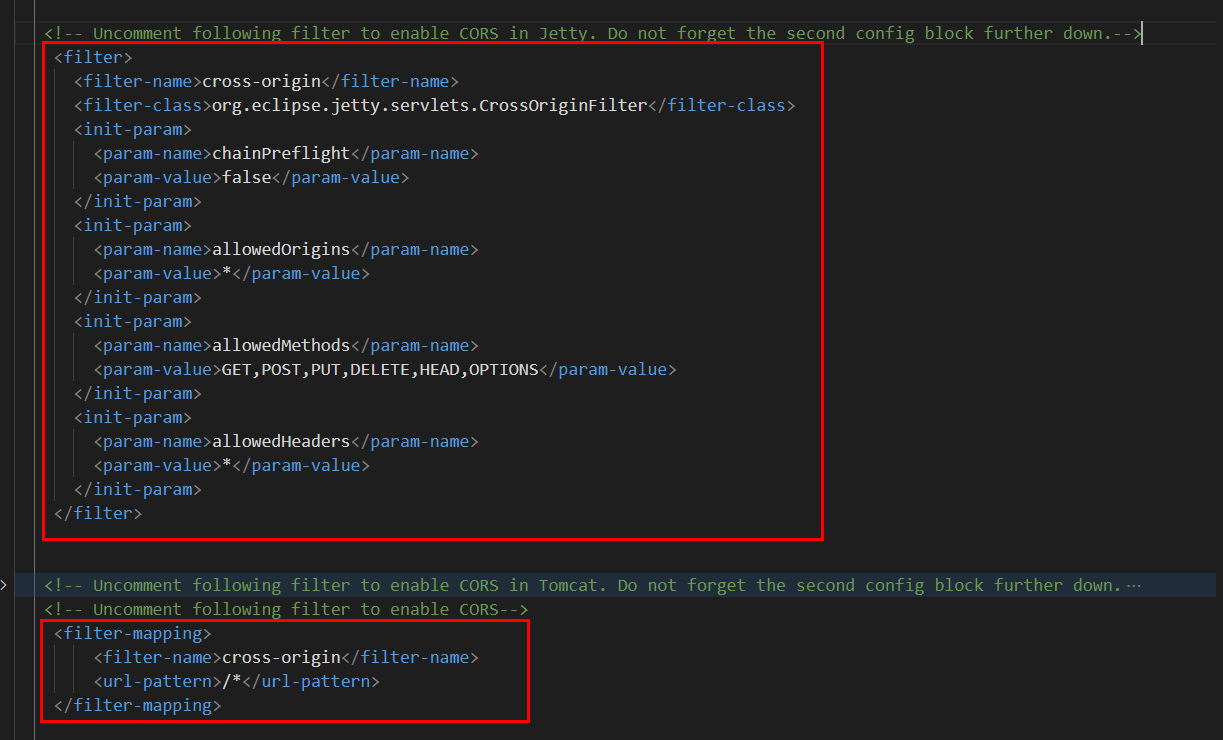 <!-- Uncomment following filter to enable CORS in Jetty. Do not forget the second config block further down.-->
<filter>
<filter-name>cross-origin</filter-name>
<filter-class>org.eclipse.jetty.servlets.CrossOriginFilter</filter-class>
<init-param>
<param-name>chainPreflight</param-name>
<param-value>false</param-value>
</init-param>
<init-param>
<param-name>allowedOrigins</param-name>
<param-value>*</param-value>
</init-param>
<init-param>
<param-name>allowedMethods</param-name>
<param-value>GET,POST,PUT,DELETE,HEAD,OPTIONS</param-value>
</init-param>
<init-param>
<param-name>allowedHeaders</param-name>
<param-value>*</param-value>
</init-param>
</filter>
<!-- Uncomment following filter to enable CORS in Tomcat. Do not forget the second config block further down. ···
<!-- Uncomment following filter to enable CORS-->
<filter-mapping>
<filter-name>cross-origin</filter-name>
<url-pattern>/*</url-pattern>
</filter-mapping>